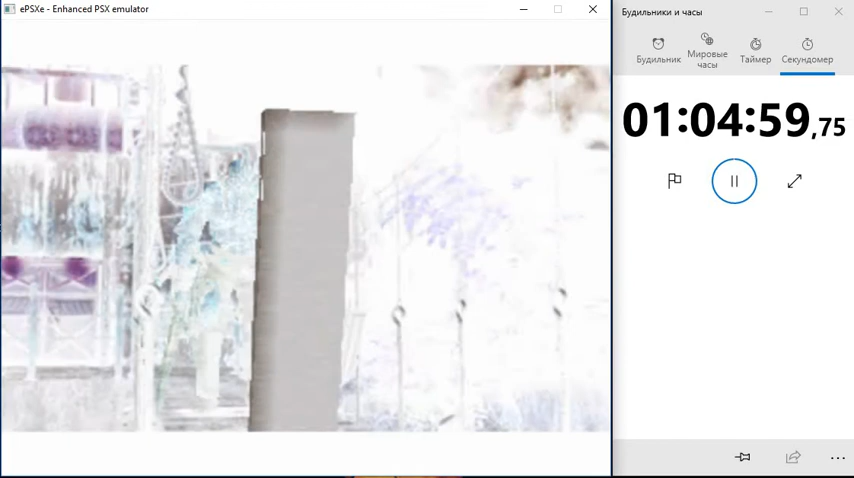 ePSXe - Enhanced PSX emulator
Будильники и часы
Будильник
Мировые
часы
Таймер
Секундомер
01:04:59,75